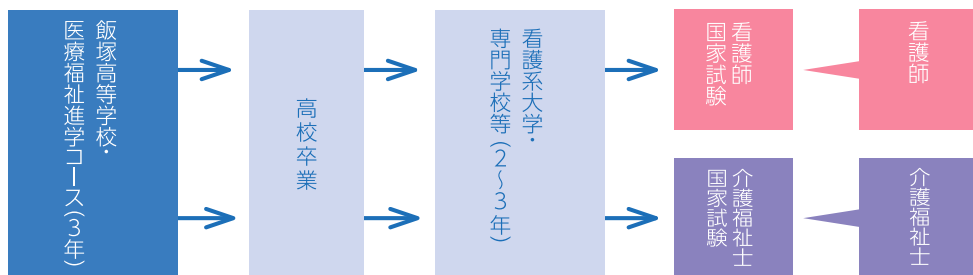 飯塚高等学校・
医療福祉進学コース(3年)
高校卒業
看護系大学・
専門学校等(2～3年)
看護師
国家試験
看護師
介護福祉士
国家試験
介護福祉士